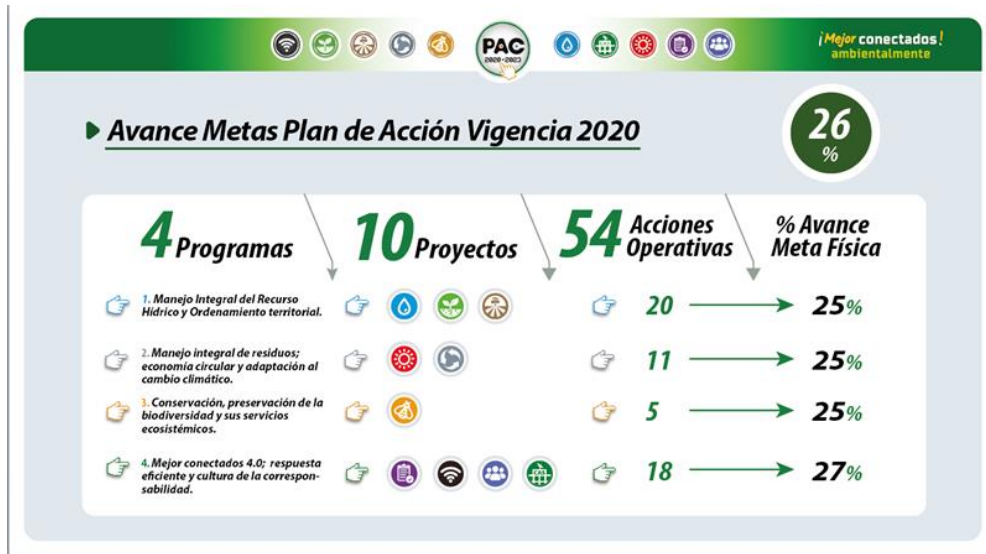 PAC
2020-2023
¡Mejor conectados!
ambientalmente
Avance Metas Plan de Acción Vigencia 2020
26
%
4 Programas
10 Proyectos
54 Acciones
Operativas
% Avance
Meta Física
1. Manejo Integral del Recurso
Hídrico y Ordenamiento territorial.
20
25%
2. Manejo integral de residuos;
economía circular y adaptación al
cambio climático.
11
25%
3. Conservación, preservación de la
biodiversidad y sus servicios
ecosistémicos.
5
25%
4. Mejor conectados 4.0; respuesta
eficiente y cultura de la correspon-
sabilidad.
18
27%